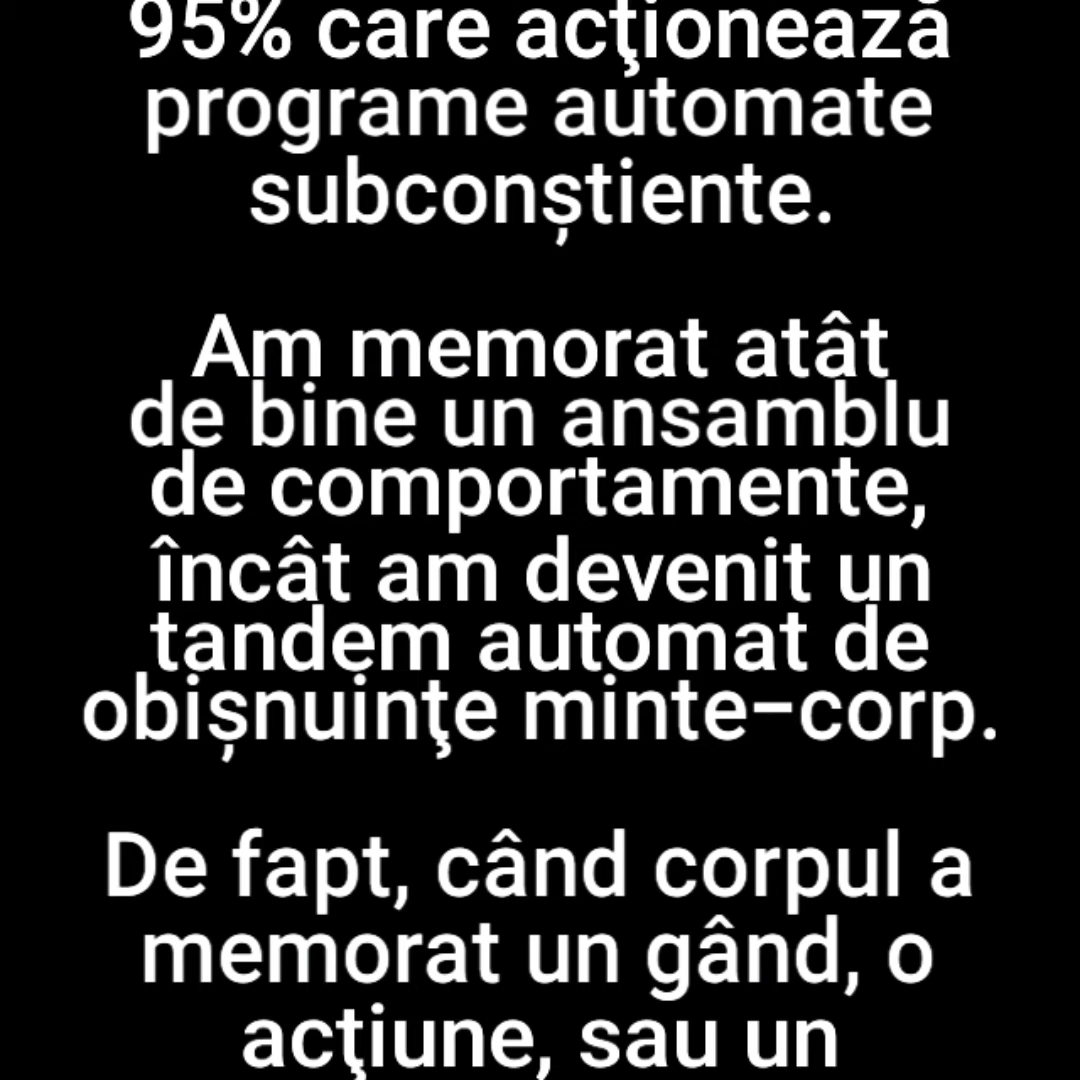 95% care acţionează
programe automate
subconștiente.
Am memorat atât
de bine un ansamblu
de comportamente,
încât am devenit un
tandem automat de
obișnuinţe minte–corp.
De fapt, când corpul a
memorat un gând, o
acţiune, sau un